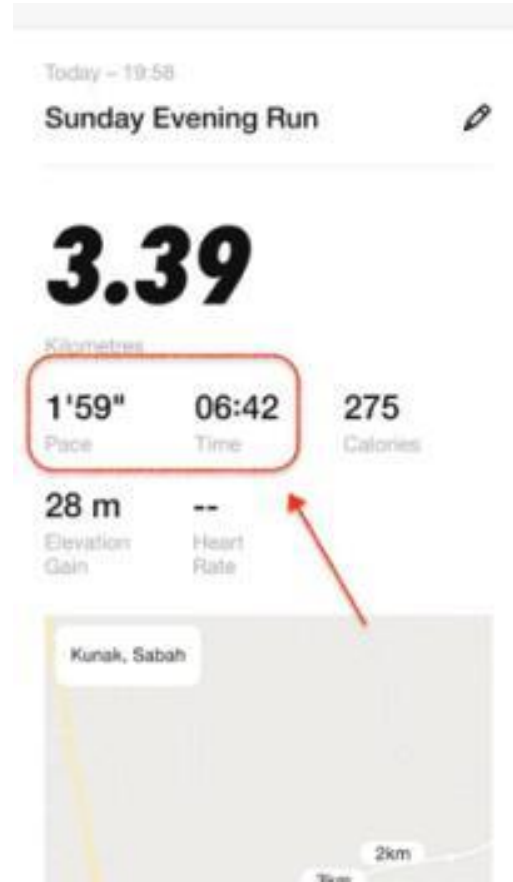 Today – 19:58
Sunday Evening Run
3.39
Kilometres
1'59" 06:42 275
Pace Time Calories
28 m --
Elevation Heart
Gain Rate
Kunak, Sabah
2km
3km